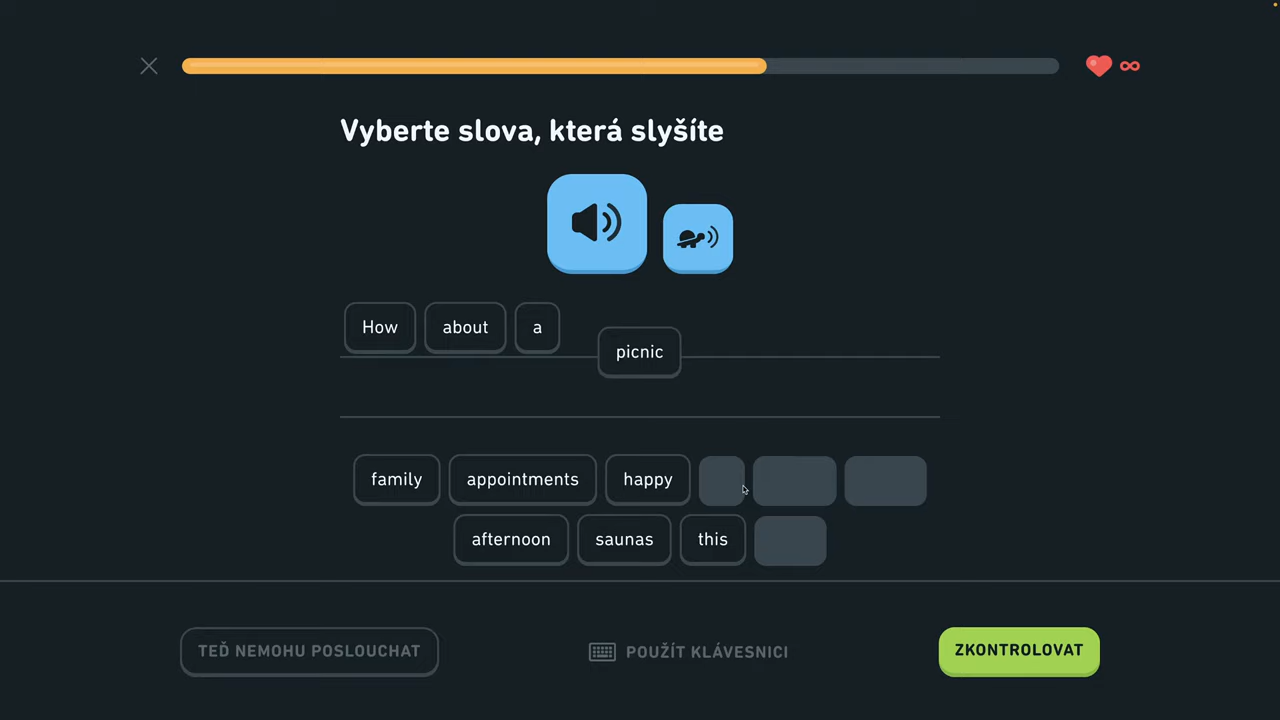 ∞
Vyberte slova, která slyšíte
How about a
picnic
family appointments happy
afternoon saunas this
TEĎ NEMOHU POSLOUCHAT POUŽÍT KLÁVESNICI ZKONTROLOVAT